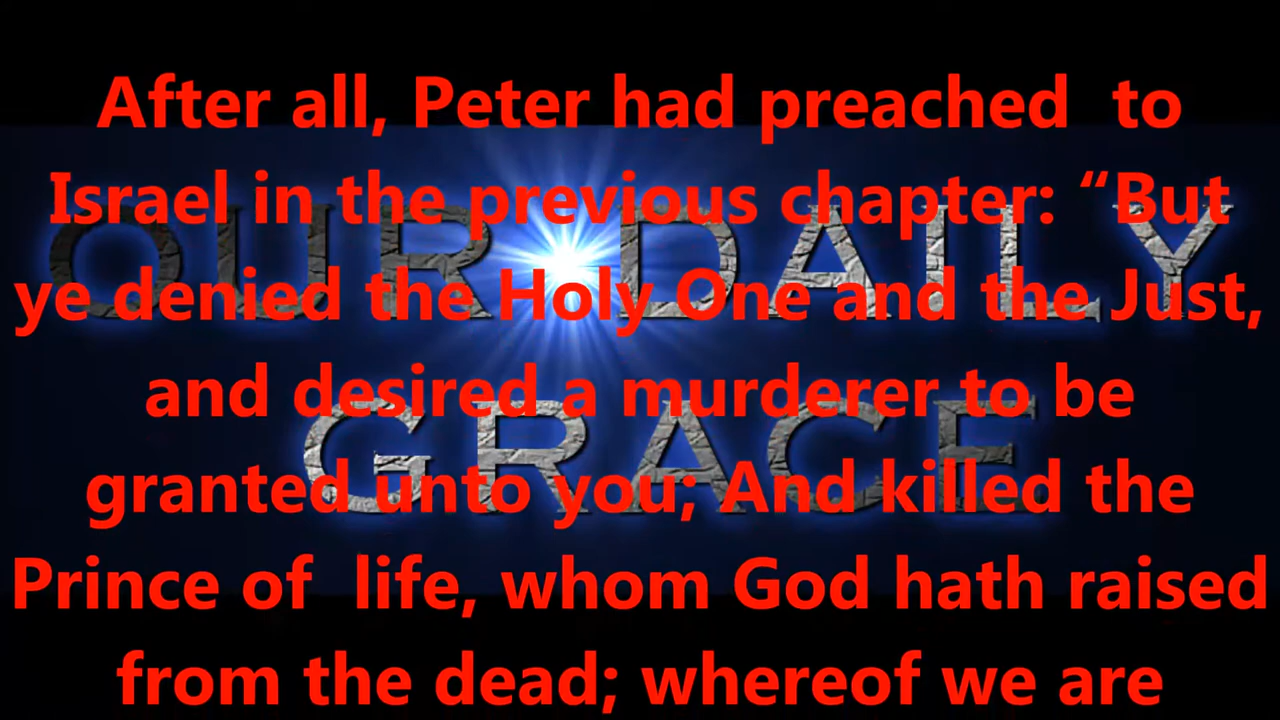 After all, Peter had preached  to
Israel in the previous chapter: “But
ye denied the Holy One and the Just,
and desired a murderer to be
granted unto you; And killed the
Prince of  life, whom God hath raised
from the dead; whereof we are
OUR DAILY
GRACE